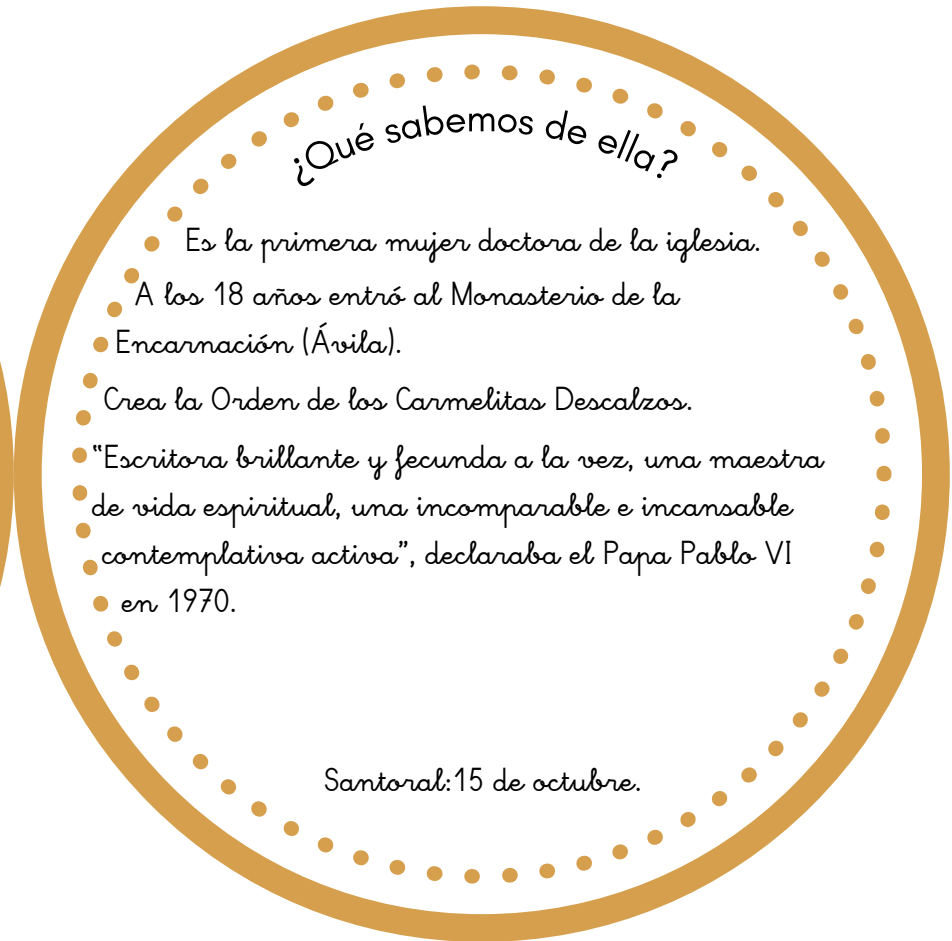 ¿Qué sabemos de ella?
Es la primera mujer doctora de la iglesia.
A los 18 años entró al Monasterio de la
Encarnación (Ávila).
Crea la Orden de los Carmelitas Descalzos.
“Escritora brillante y fecunda a la vez, una maestra
de vida espiritual, una incomparable e incansable
contemplativa activa”, declaraba el Papa Pablo VI
en 1970.
Santoral:15 de octubre.